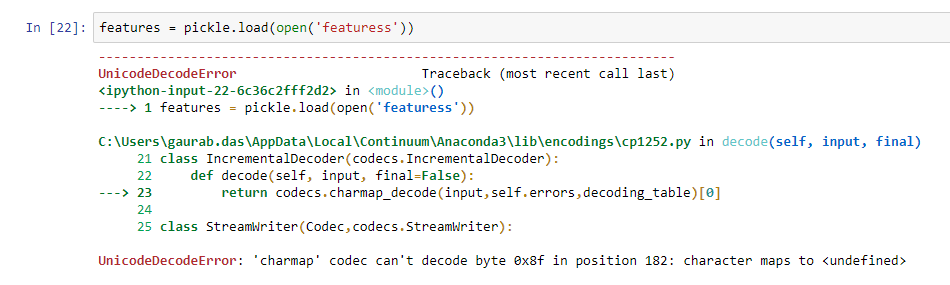 In [22]: features = pickle.load(open('featuress'))
---------------------------------------------------------------------------
UnicodeDecodeError                        Traceback (most recent call last)
<ipython-input-22-6c36c2fff2d2> in <module>()
----> 1 features = pickle.load(open('featuress'))
C:\Users\gaurab.das\AppData\Local\Continuum\Anaconda3\lib\encodings\cp1252.py in decode(self, input, final)
     21 class IncrementalDecoder(codecs.IncrementalDecoder):
     22     def decode(self, input, final=False):
---> 23         return codecs.charmap_decode(input,self.errors,decoding_table)[0]
     24
     25 class StreamWriter(Codec,codecs.StreamWriter):
UnicodeDecodeError: 'charmap' codec can't decode byte 0x8f in position 182: character maps to <undefined>